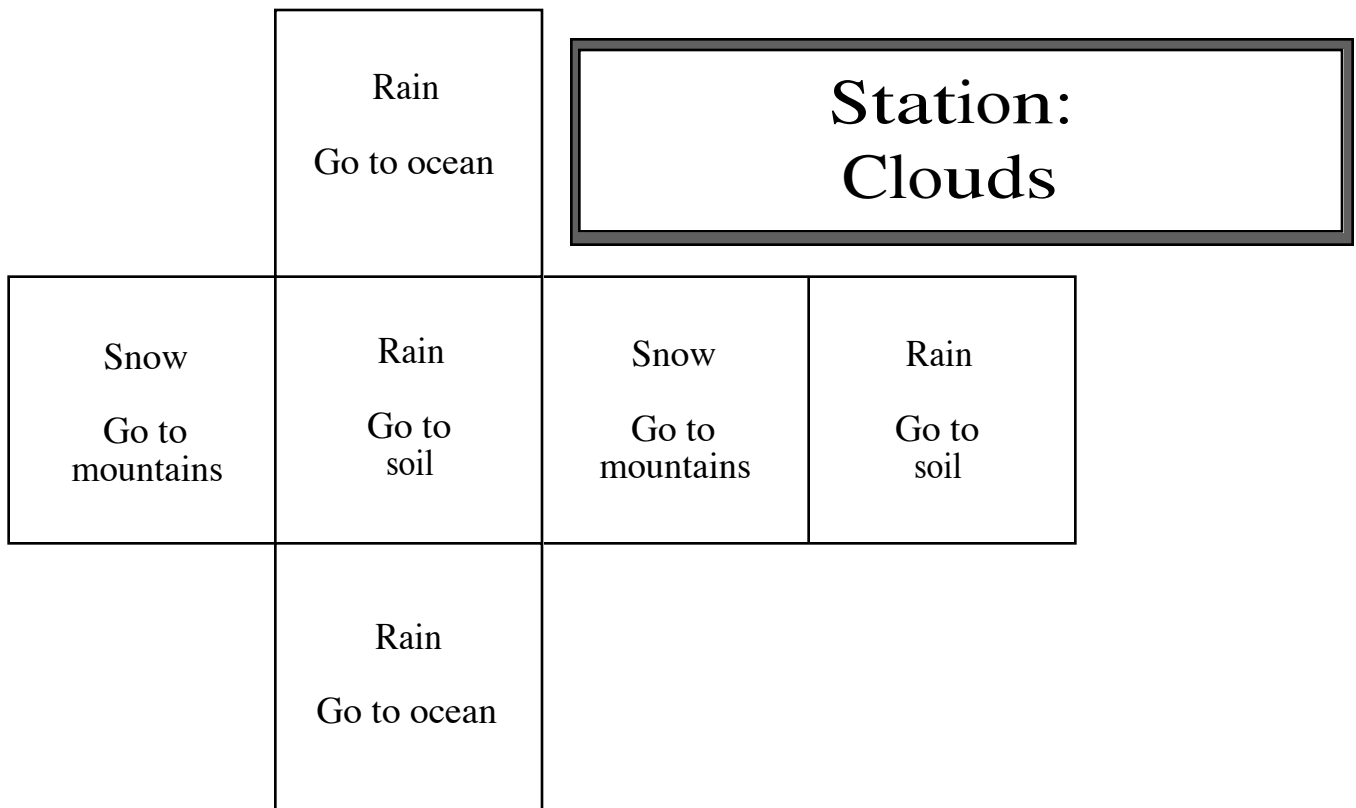 Rain
Go to ocean
Station:
Clouds
Snow
Go to
mountains
Rain
Go to
soil
Snow
Go to
mountains
Rain
Go to
soil
Rain
Go to ocean